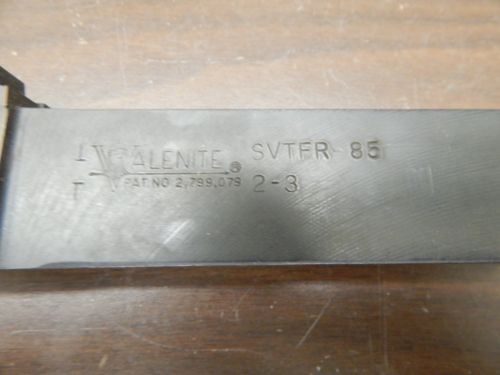 VALENITE® SVTFR 85
PAT. NO 2,799,079 2-3